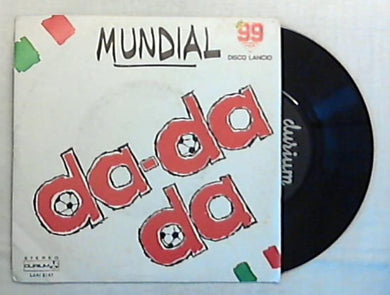 MUNDIAL
99
DISCO LANCIO
da-da
da
STEREO
DURIUM
durium